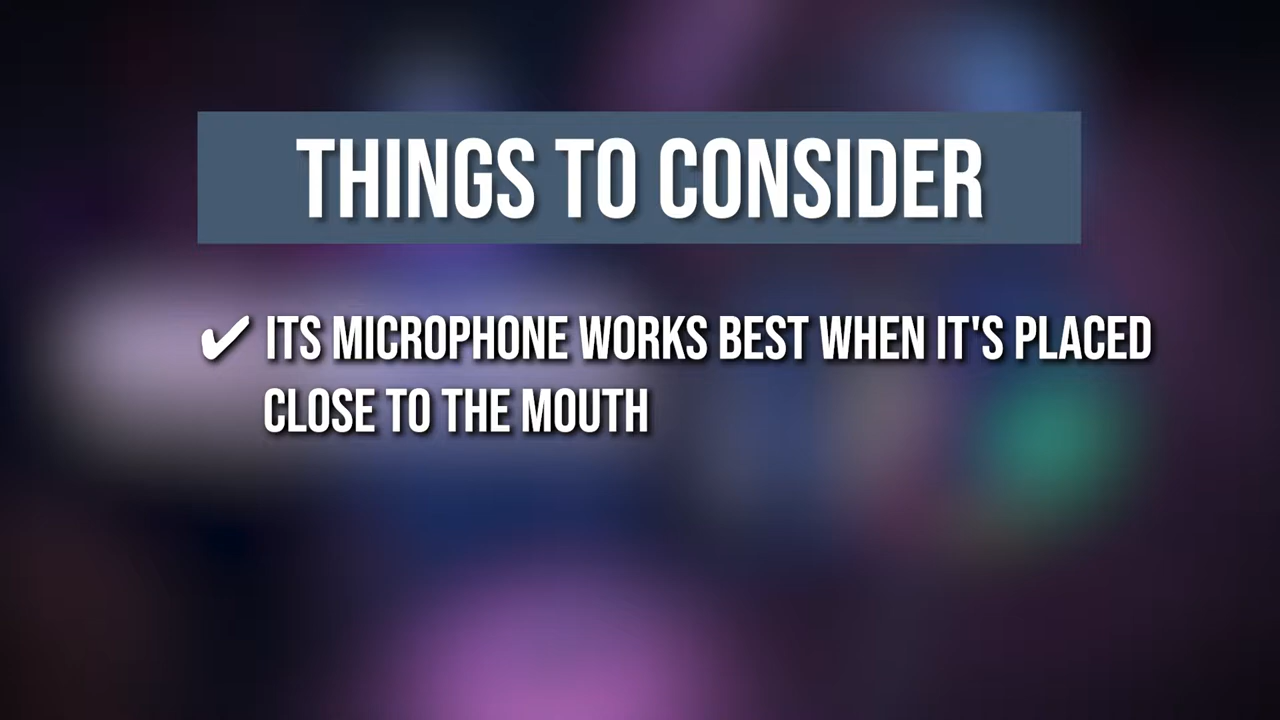 THINGS TO CONSIDER
✔ ITS MICROPHONE WORKS BEST WHEN IT'S PLACED
CLOSE TO THE MOUTH